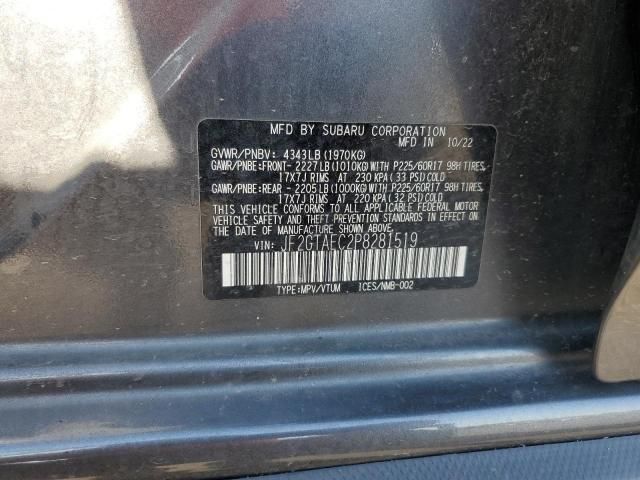 MFD BY SUBARU CORPORATION
MFD IN 10/22
GVWR/PNBV: 4343LB(1970KG)
GAWR/PNBE:FRONT- 2227LB(1010KG)WITH P225/60R17 98H TIRES,
17X7J RIMS AT 230 KPA( 33 PSI)COLD
GAWR/PNBE:REAR - 2205LB(1000KG)WITH P225/60R17 98H TIRES,
17X7J RIMS AT 220 KPA( 32 PSI)COLD
THIS VEHICLE CONFORMS TO ALL APPLICABLE FEDERAL MOTOR
VEHICLE SAFETY AND THEFT PREVENTION STANDARDS IN EFFECT ON
THE DATE OF MANUFACTURE SHOWN ABOVE.
VIN: JF2GTAEC2P8281519
TYPE:MPV/VTUM ICES/NMB-002